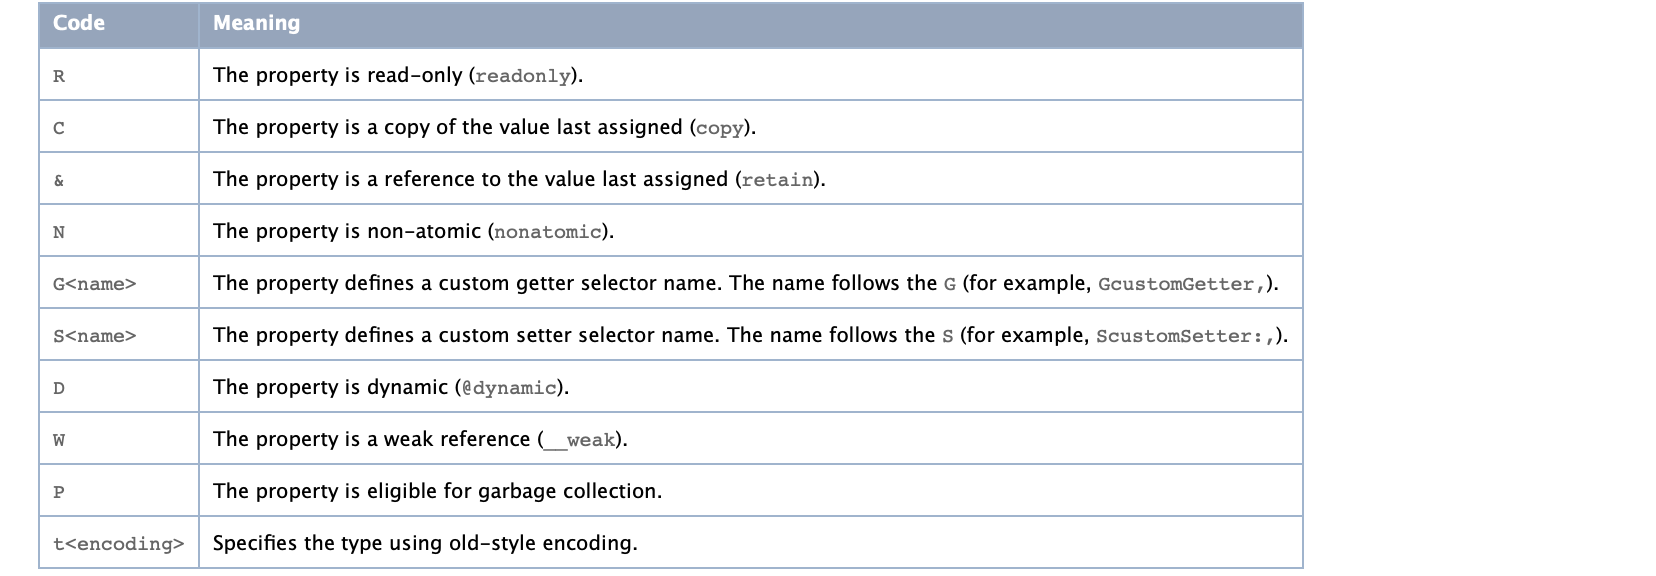 Code Meaning
R The property is read-only (readonly).
C The property is a copy of the value last assigned (copy).
& The property is a reference to the value last assigned (retain).
N The property is non-atomic (nonatomic).
G<name> The property defines a custom getter selector name. The name follows the G (for example, GcustomGetter,).
S<name> The property defines a custom setter selector name. The name follows the S (for example, ScustomSetter:,).
D The property is dynamic (@dynamic).
W The property is a weak reference (__weak).
P The property is eligible for garbage collection.
t<encoding> Specifies the type using old-style encoding.